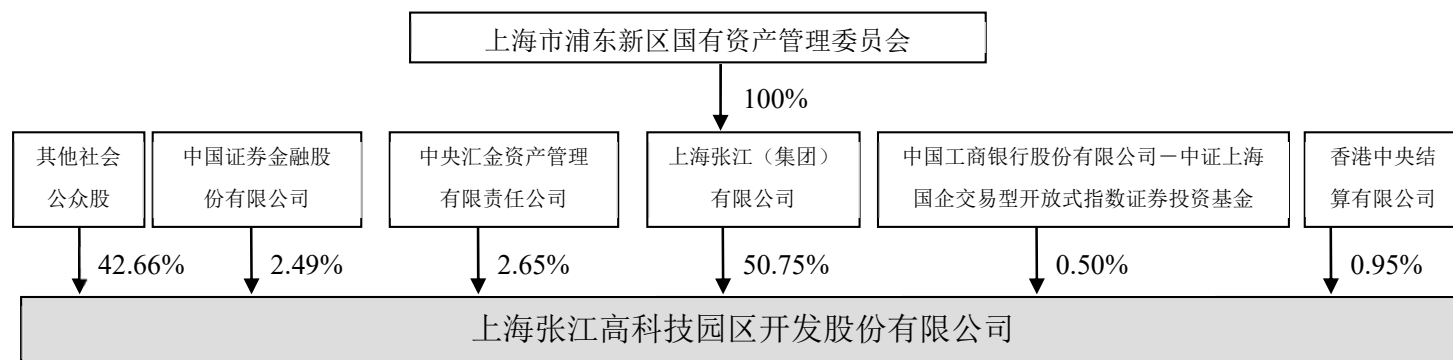 上海市浦东新区国有资产管理委员会
100%
其他社会
公众股
中国证券金融股
份有限公司
中央汇金资产管理
有限责任公司
上海张江（集团）
有限公司
中国工商银行股份有限公司－中证上海
国企交易型开放式指数证券投资基金
香港中央结
算有限公司
42.66%
2.49%
2.65%
50.75%
0.50%
0.95%
上海张江高科技园区开发股份有限公司